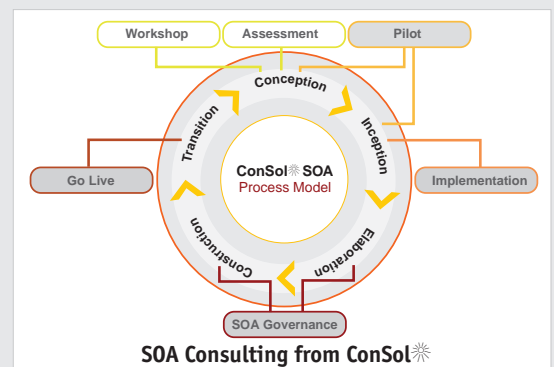 Workshop
Assessment
Pilot
Conception
Inception
Transition
ConSol SOA
Process Model
Go Live
Implementation
Elaboration
Construction
SOA Governance
SOA Consulting from ConSol